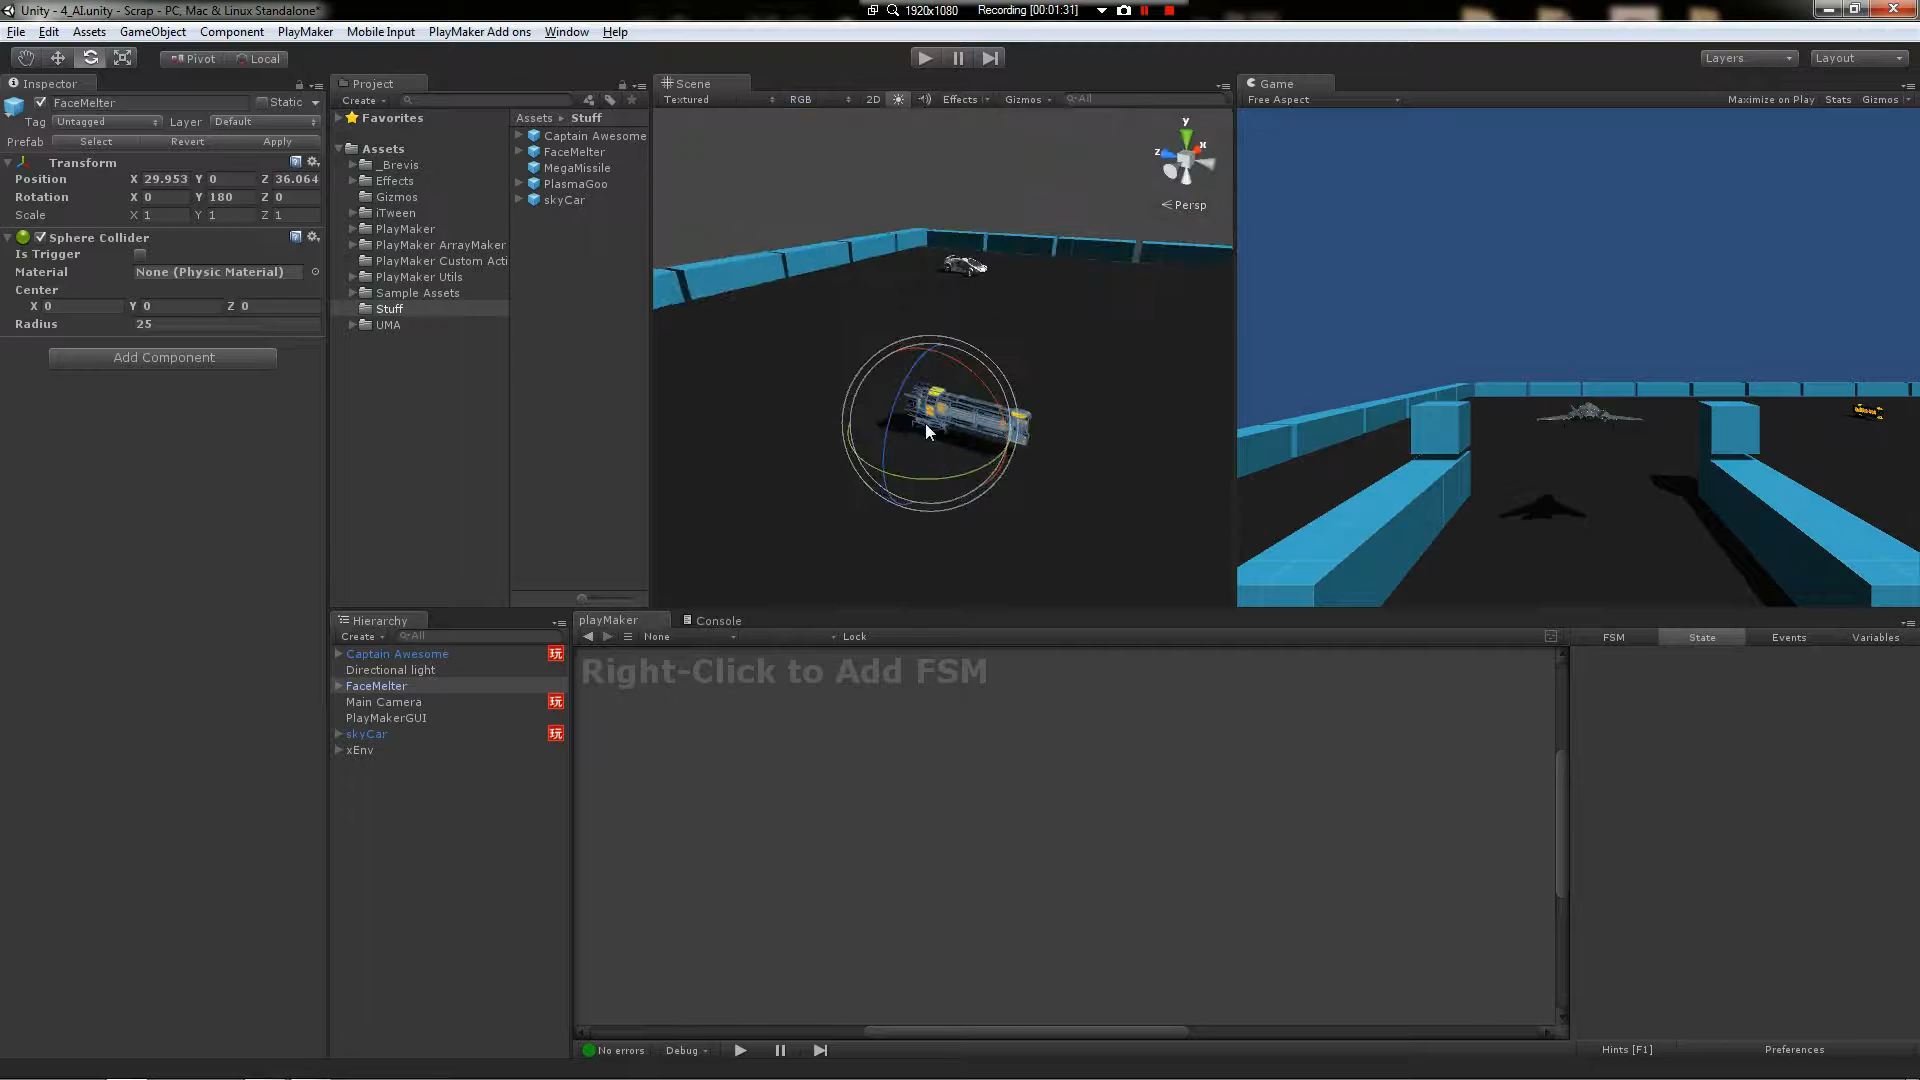 Unity - 4_AI.unity - Scrap - PC, Mac & Linux Standalone*
1920x1080 Recording [00:01:31]
File Edit Assets GameObject Component PlayMaker Mobile Input PlayMaker Add ons Window Help
Pivot Local
Layers Layout
Inspector
FaceMelter Static
Tag Untagged Layer Default
Prefab Select Revert Apply
Transform
Position X 29.953 Y 0 Z 36.064
Rotation X 0 Y 180 Z 0
Scale X 1 Y 1 Z 1
Sphere Collider
Is Trigger
Material None (Physic Material)
Center
X 0 Y 0 Z 0
Radius 25
Add Component
Project
Create
Favorites
Assets
_Brevis
Effects
Gizmos
iTween
PlayMaker
PlayMaker ArrayMaker
PlayMaker Custom Acti
PlayMaker Utils
Sample Assets
Stuff
UMA
Assets Stuff
Captain Awesome
FaceMelter
MegaMissile
PlasmaGoo
skyCar
Scene
Textured RGB 2D Effects Gizmos All
y
x
z
Persp
Game
Free Aspect Maximize on Play Stats Gizmos
Hierarchy
Create All
Captain Awesome 玩
Directional light
FaceMelter
Main Camera 玩
PlayMakerGUI
skyCar 玩
xEnv
playMaker Console
None Lock
Right-Click to Add FSM
FSM State Events Variables
No errors Debug
Hints [F1] Preferences